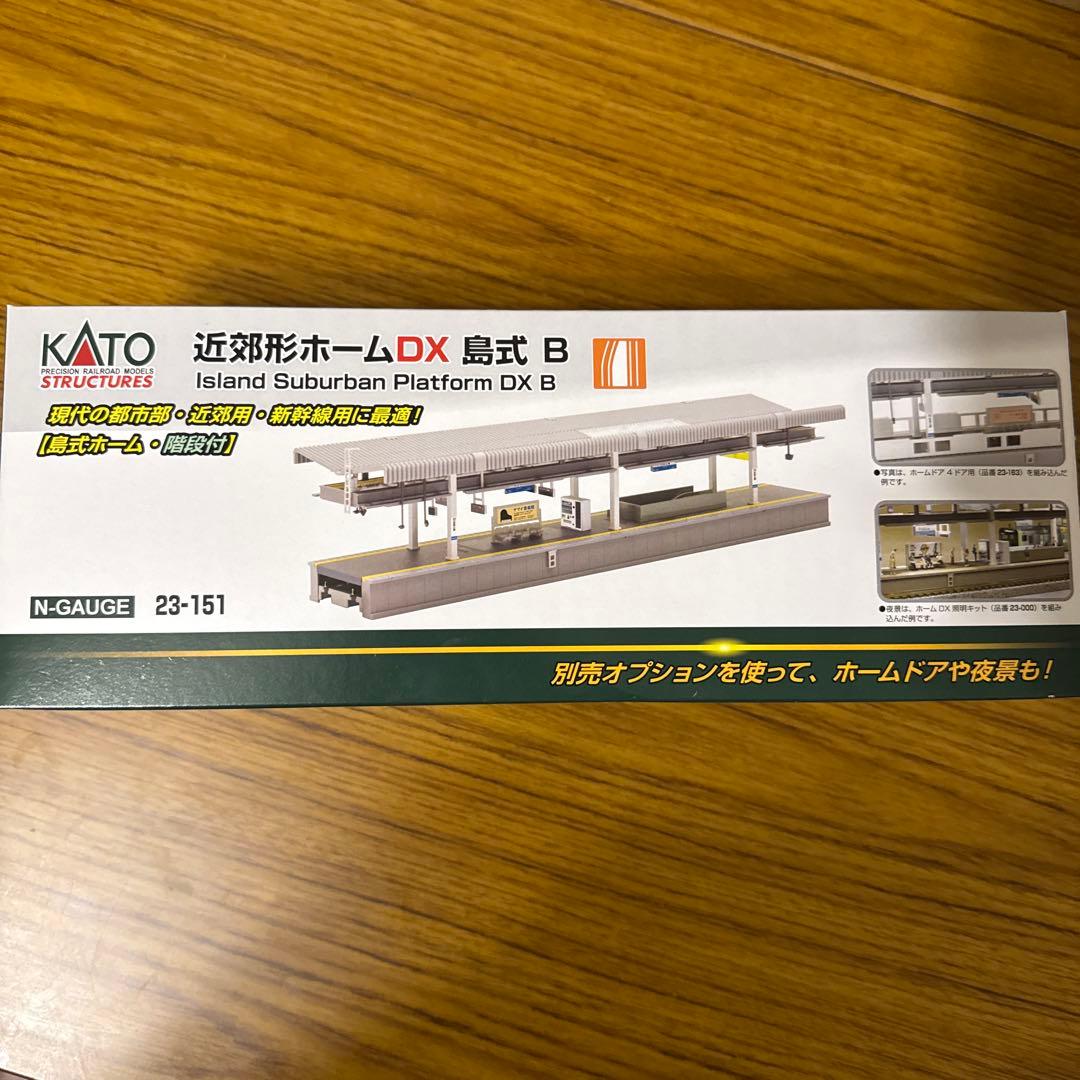 KATO
PRECISION RAILROAD MODELS
STRUCTURES
近郊形ホームDX 島式 B
Island Suburban Platform DX B
現代の都市部・近郊用・新幹線用に最適!
【島式ホーム・階段付】
N-GAUGE 23-151
●写真は、ホームドア4ドア用(品番23-163)を組み込んだ
例です。
●夜景は、ホームDX 照明キット(品番23-000)を組み
込んだ例です。
別売オプションを使って、ホームドアや夜景も!